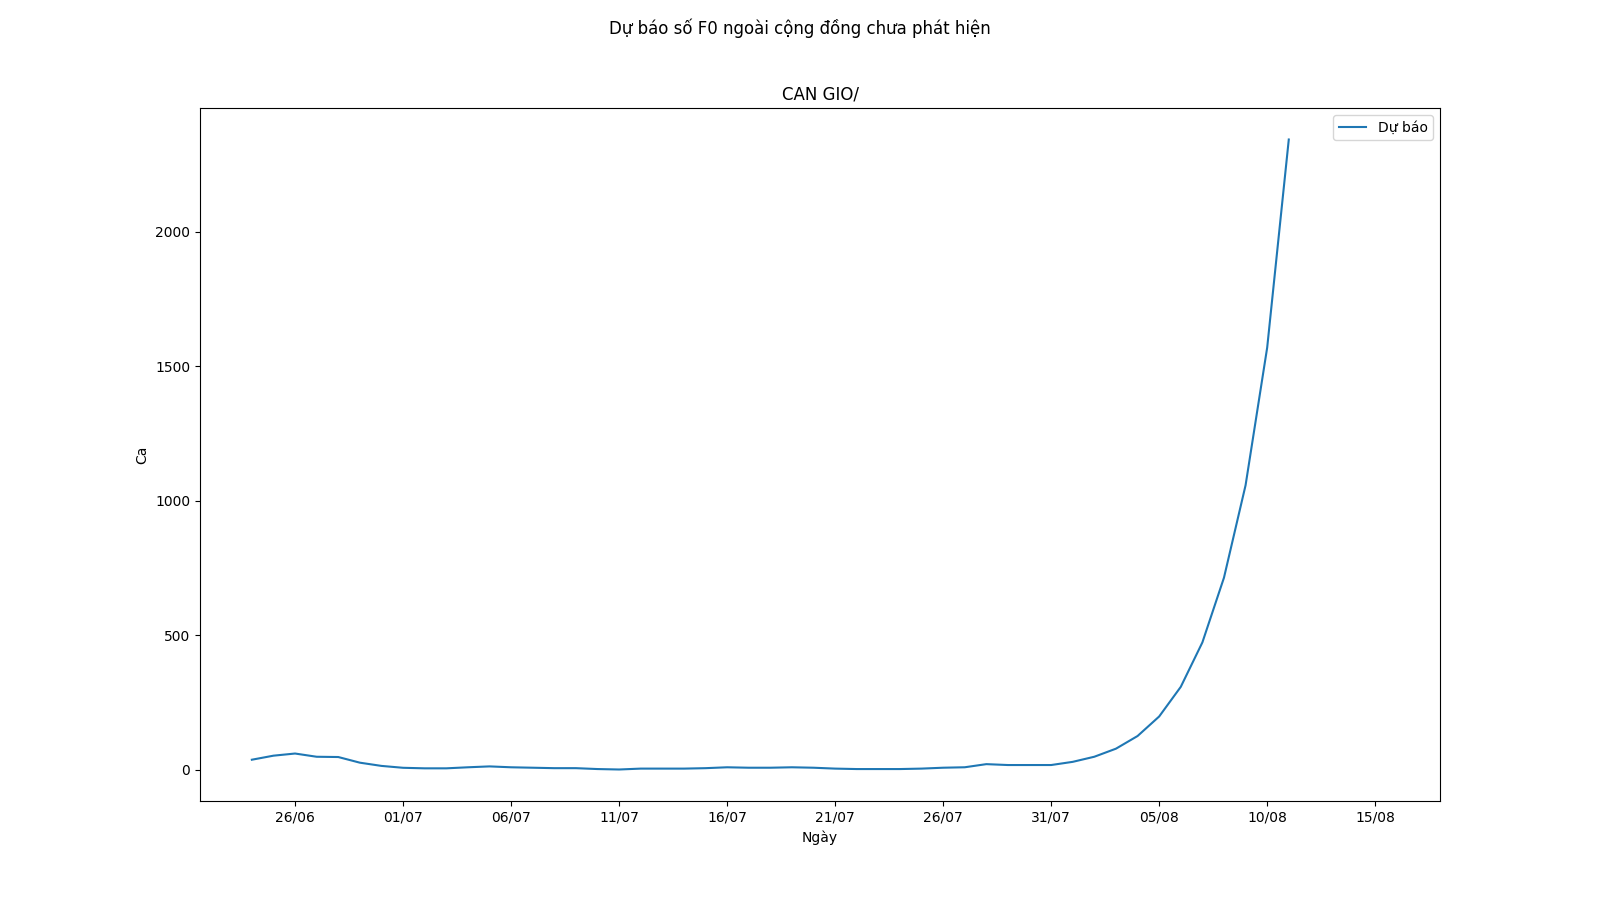 Dự báo số F0 ngoài cộng đồng chưa phát hiện
CAN GIO/
Dự báo
2000
1500
1000
500
0
Ca
26/06 01/07 06/07 11/07 16/07 21/07 26/07 31/07 05/08 10/08 15/08
Ngày